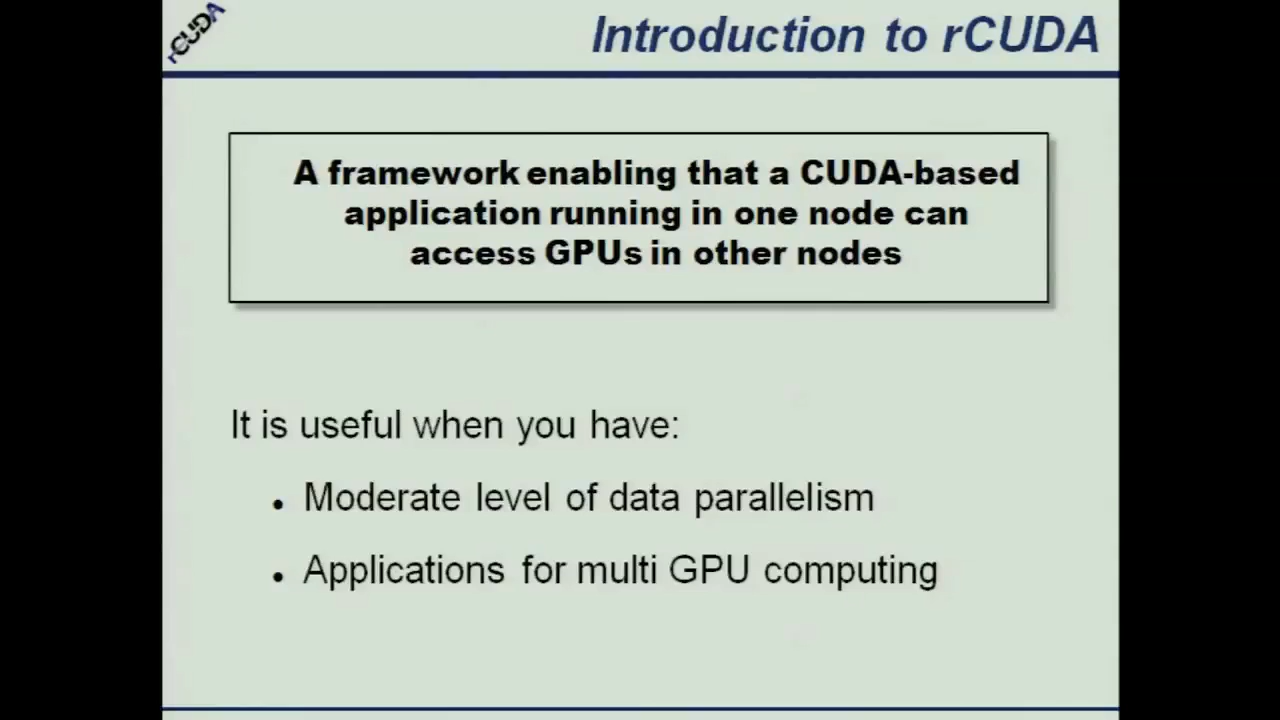 rCUDA
Introduction to rCUDA
A framework enabling that a CUDA-based
application running in one node can
access GPUs in other nodes
It is useful when you have:
• Moderate level of data parallelism
• Applications for multi GPU computing